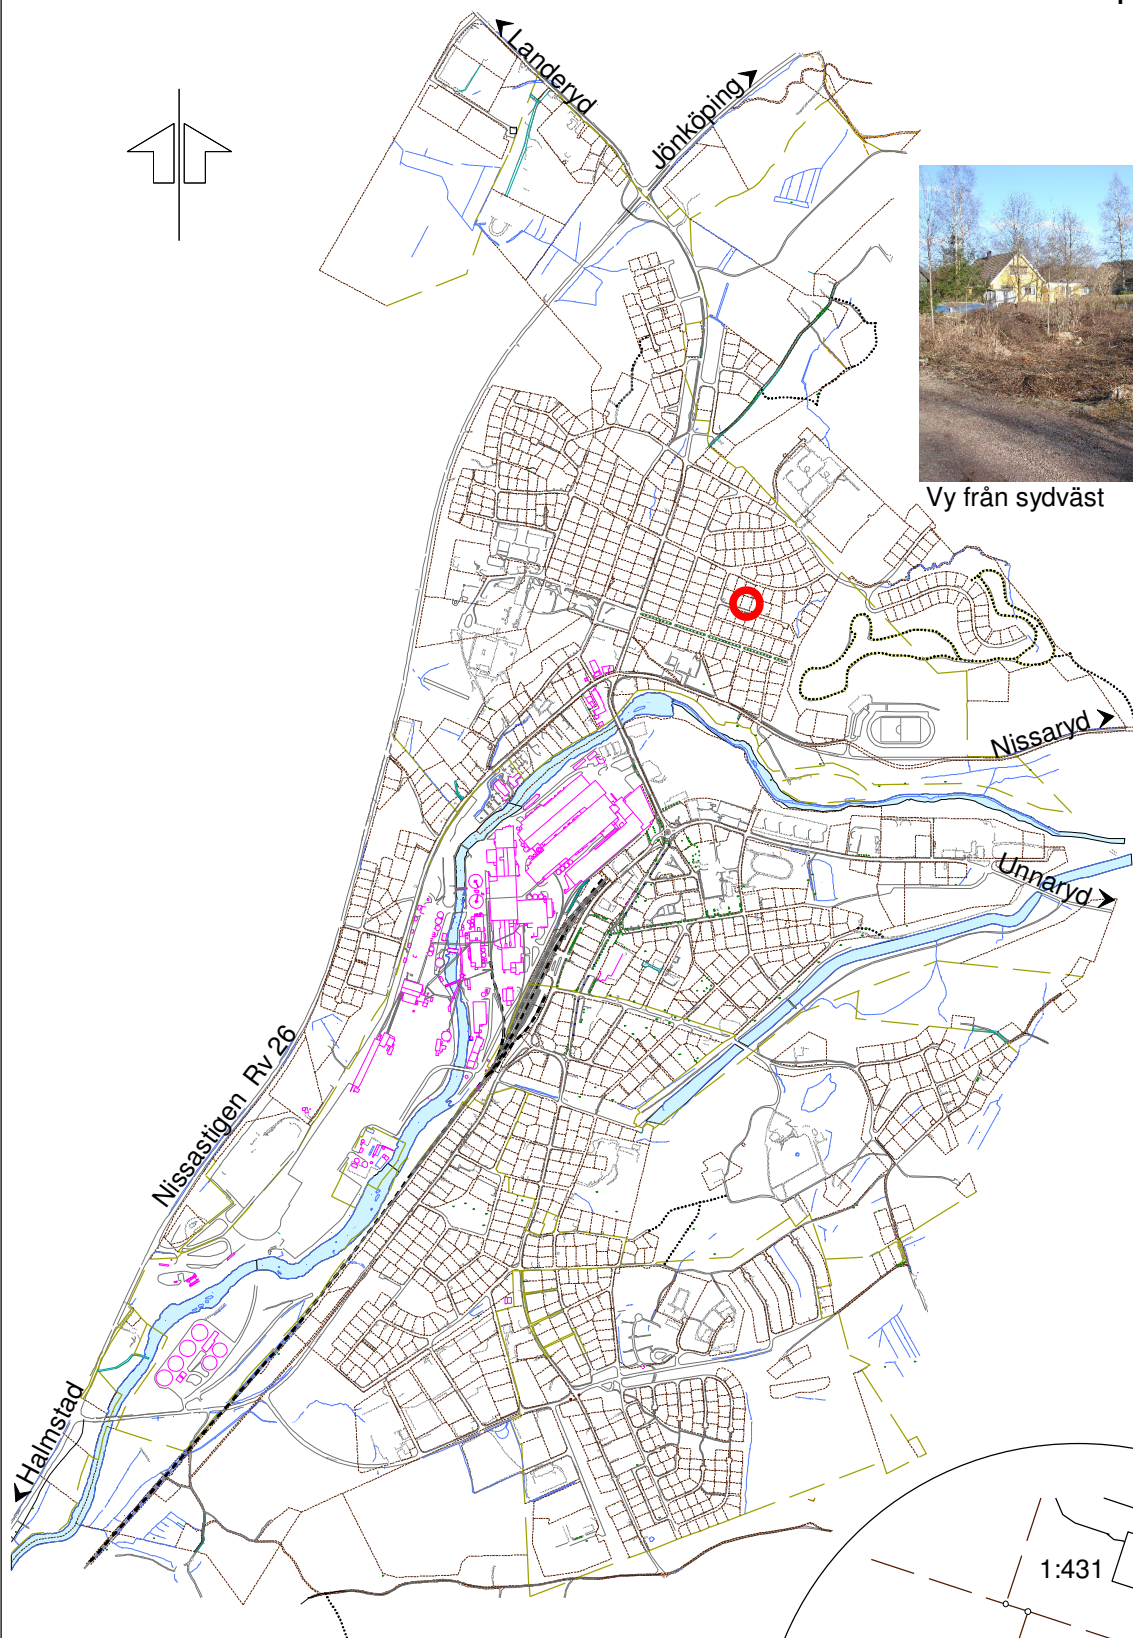 Landeryd
Jönköping
Vy från sydväst
Nissaryd
Unnaryd
Nissastigen Rv 26
Halmstad
1:431